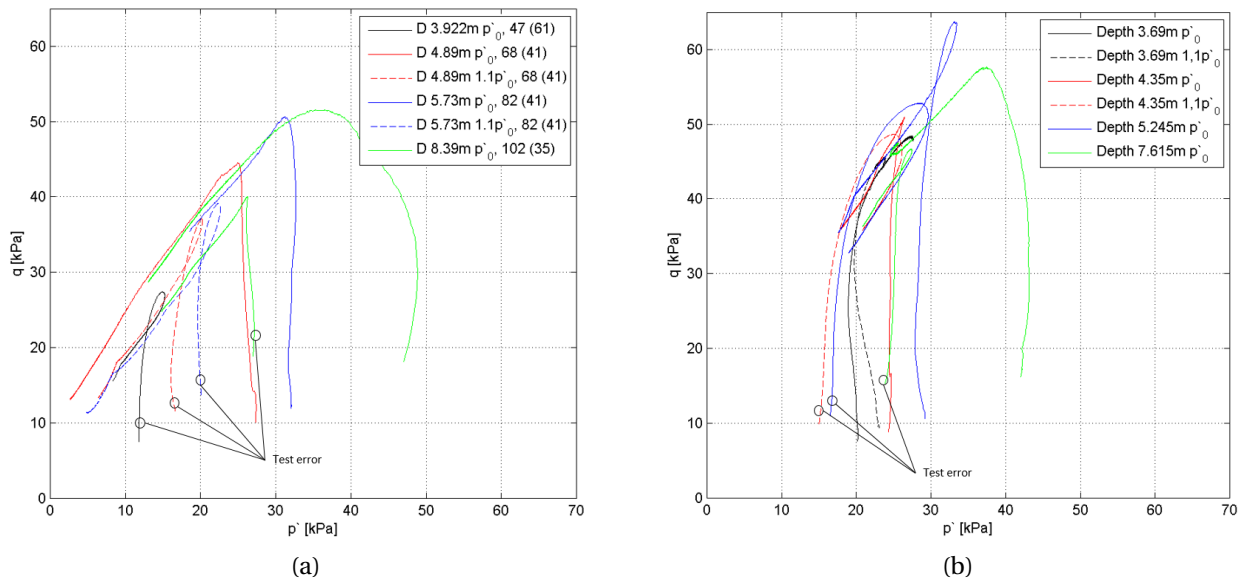 D 3.922m p`0, 47 (61)
D 4.89m p`0, 68 (41)
D 4.89m 1.1p`0, 68 (41)
D 5.73m p`0, 82 (41)
D 5.73m 1.1p`0, 82 (41)
D 8.39m p`0, 102 (35)
60
50
40
30
20
10
0
q [kPa]
Test error
0 10 20 30 40 50 60 70
p` [kPa]
(a)
Depth 3.69m p`0
Depth 3.69m 1,1p`0
Depth 4.35m p`0
Depth 4.35m 1,1p`0
Depth 5.245m p`0
Depth 7.615m p`0
60
50
40
30
20
10
0
q [kPa]
Test error
0 10 20 30 40 50 60 70
p` [kPa]
(b)